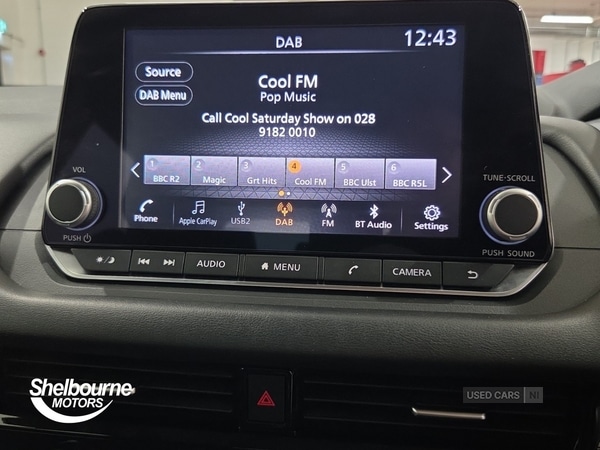 DAB
12:43
Source
Cool FM
DAB Menu
Pop Music
Call Cool Saturday Show on 028
9182 0010
VOL
TUNE·SCROLL
1 2 3 4 5 6
BBC R2 Magic Grt Hits Cool FM BBC Ulst BBC R5L
Phone Apple CarPlay USB2 DAB FM BT Audio Settings
PUSH
PUSH SOUND
AUDIO MENU CAMERA
Shelbourne
MOTORS
USED CARS NI